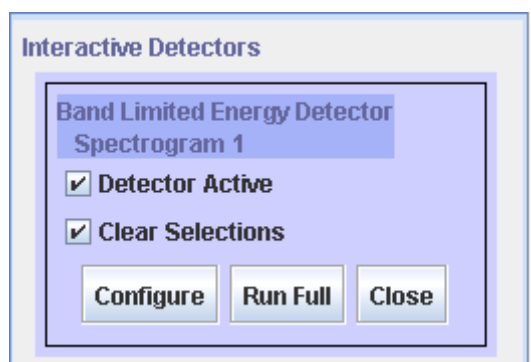 Interactive Detectors
Band Limited Energy Detector
Spectrogram 1
Detector Active
Clear Selections
Configure Run Full Close